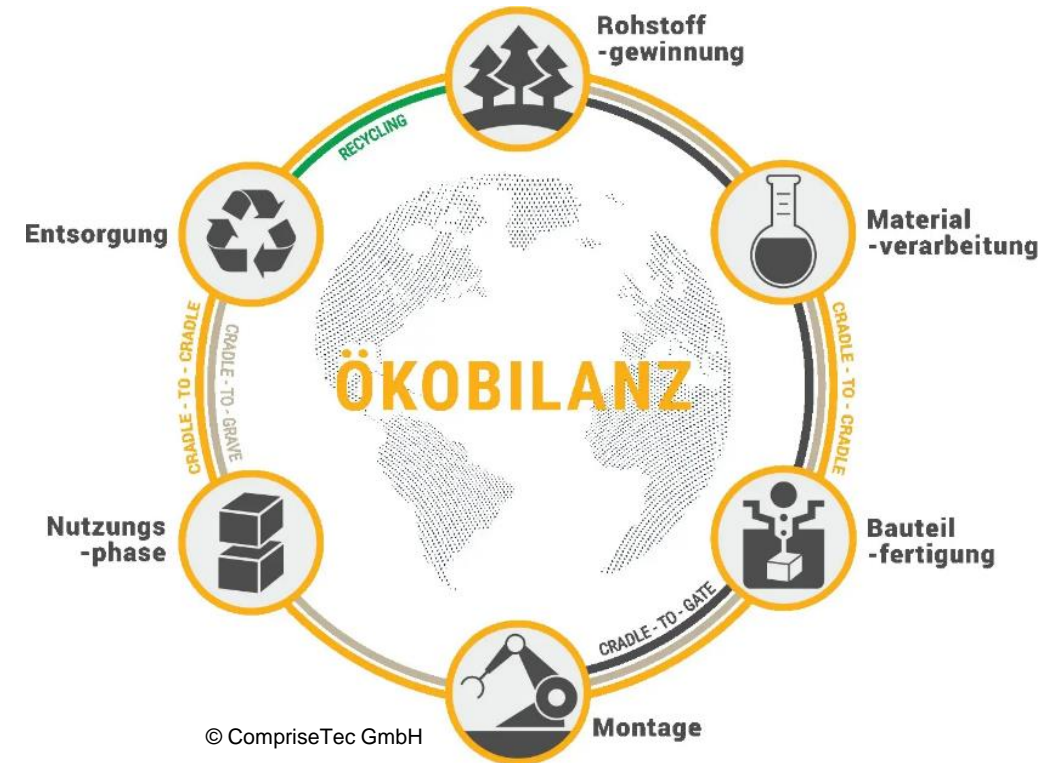 Rohstoff
-gewinnung
RECYCLING
Entsorgung
Material
-verarbeitung
CRADLE - TO - CRADLE
CRADLE - TO - GRAVE
ÖKOBILANZ
CRADLE - TO - CRADLE
Nutzungs
-phase
Bauteil
-fertigung
CRADLE - TO - GATE
Montage
© CompriseTec GmbH